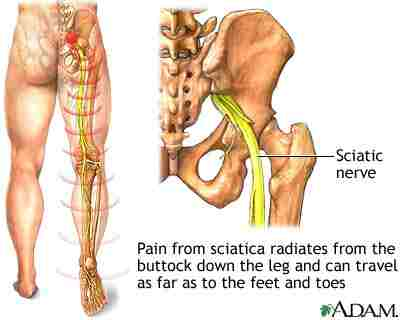 Sciatic
nerve
Pain from sciatica radiates from the
buttock down the leg and can travel
as far as to the feet and toes
ADAM.